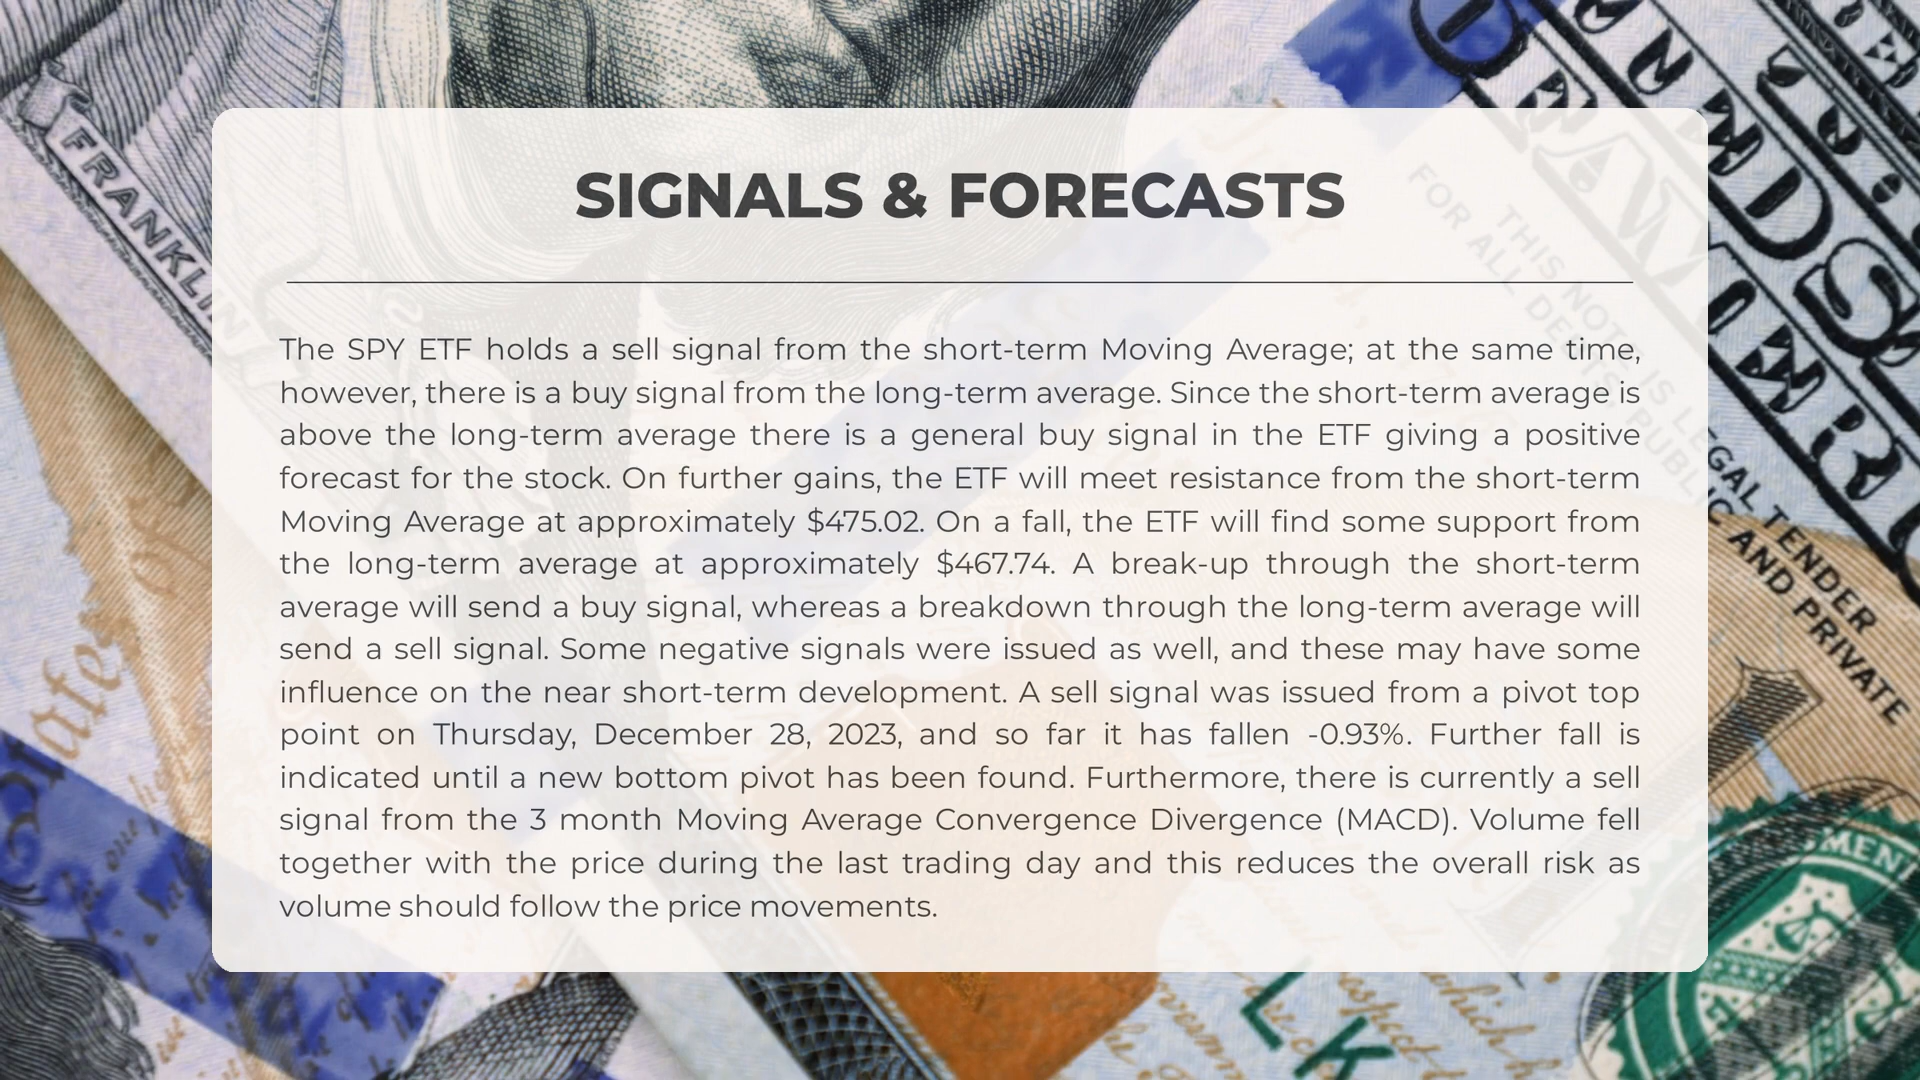 FRANKLIN
SIGNALS & FORECASTS
THIS NOTE IS LEGAL TENDER
FOR ALL DEBTS, PUBLIC AND PRIVATE
The SPY ETF holds a sell signal from the short-term Moving Average; at the same time,
however, there is a buy signal from the long-term average. Since the short-term average is
above the long-term average there is a general buy signal in the ETF giving a positive
forecast for the stock. On further gains, the ETF will meet resistance from the short-term
Moving Average at approximately $475.02. On a fall, the ETF will find some support from
the long-term average at approximately $467.74. A break-up through the short-term
average will send a buy signal, whereas a breakdown through the long-term average will
send a sell signal. Some negative signals were issued as well, and these may have some
influence on the near short-term development. A sell signal was issued from a pivot top
point on Thursday, December 28, 2023, and so far it has fallen -0.93%. Further fall is
indicated until a new bottom pivot has been found. Furthermore, there is currently a sell
signal from the 3 month Moving Average Convergence Divergence (MACD). Volume fell
together with the price during the last trading day and this reduces the overall risk as
volume should follow the price movements.